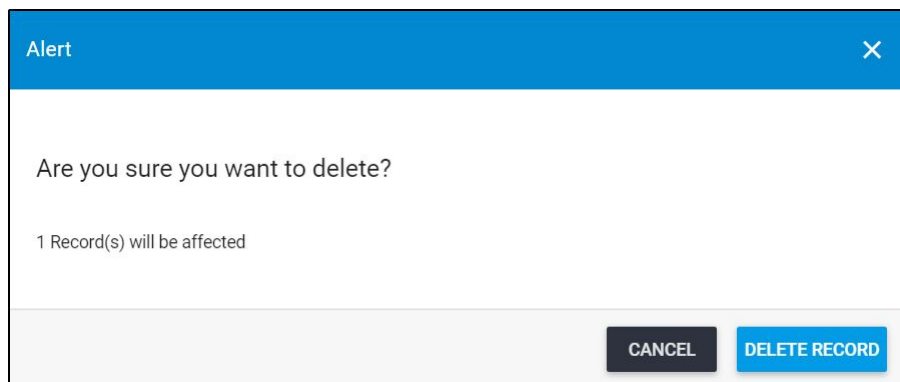 Alert
Are you sure you want to delete?
1 Record(s) will be affected
CANCEL DELETE RECORD